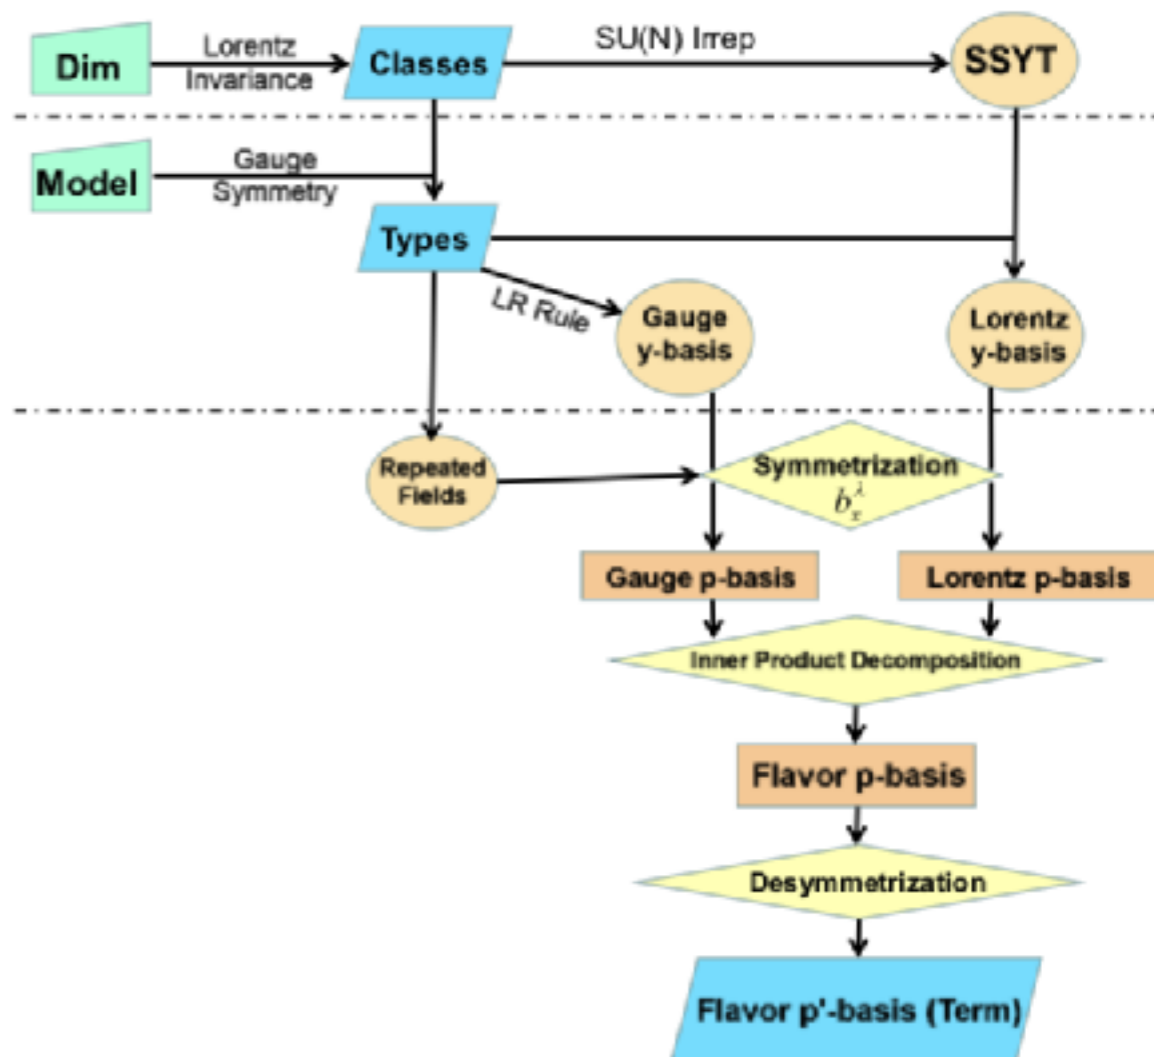 Dim
Lorentz
Invariance
Classes
SU(N) Irrep
SSYT
Model
Gauge
Symmetry
Types
LR Rule
Gauge
y-basis
Lorentz
y-basis
Repeated
Fields
Symmetrization
b_x^λ
Gauge p-basis
Lorentz p-basis
Inner Product Decomposition
Flavor p-basis
Desymmetrization
Flavor p'-basis (Term)